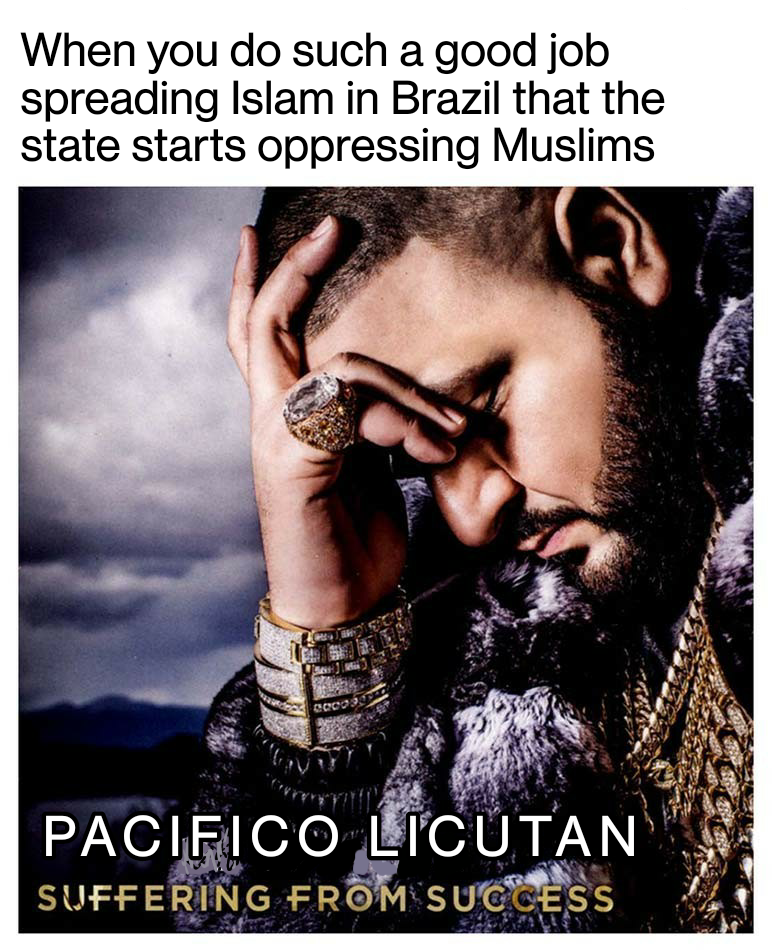 When you do such a good job
spreading Islam in Brazil that the
state starts oppressing Muslims
PACIFICO LICUTAN
SUFFERING FROM SUCCESS